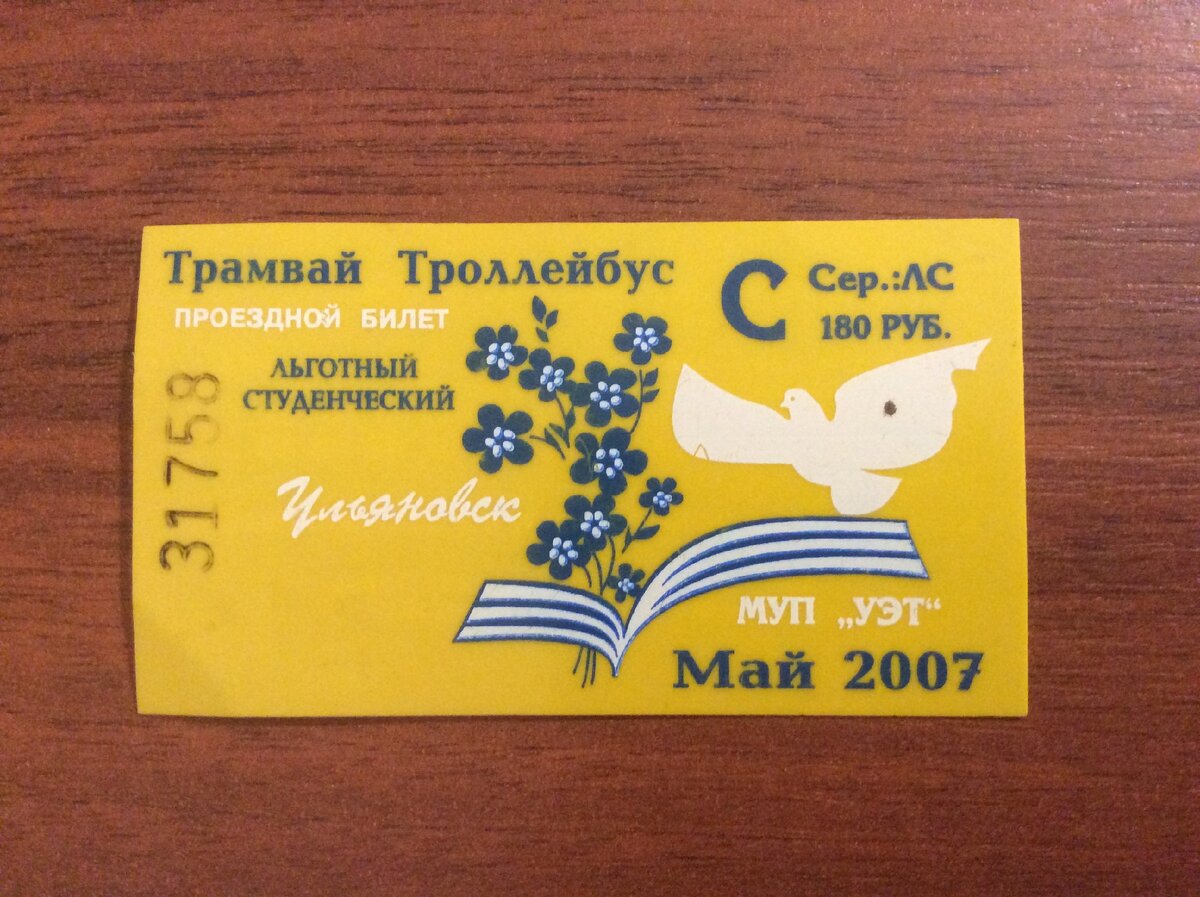 Трамвай Троллейбус
ПРОЕЗДНОЙ БИЛЕТ
ЛЬГОТНЫЙ
СТУДЕНЧЕСКИЙ
С
Сер.:ЛС
180 РУБ.
31758
Ульяновск
МУП „УЭТ“
Май 2007